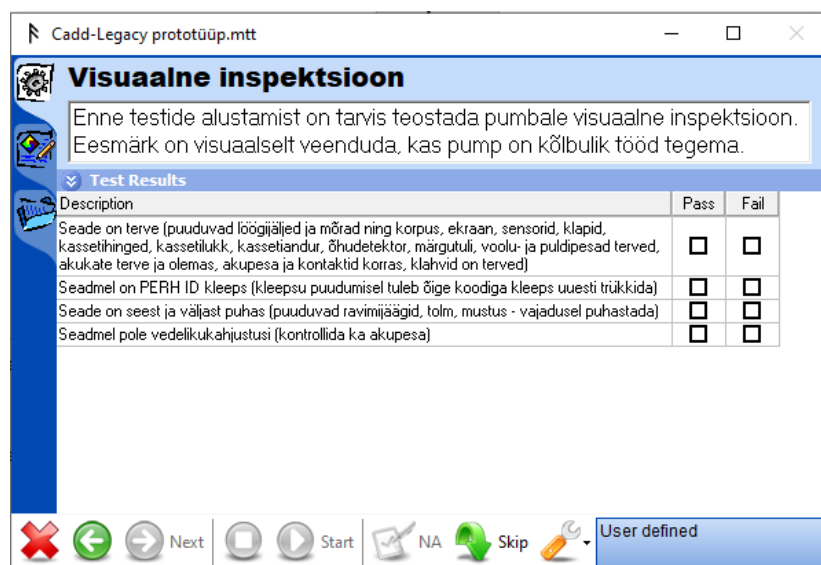 Cadd-Legacy prototüüp.mtt
Visuaalne inspektsioon
Enne testide alustamist on tarvis teostada pumbale visuaalne inspektsioon.
Eesmärk on visuaalselt veenduda, kas pump on kõlbulik tööd tegema.
Test Results
Description Pass Fail
Seade on terve (puuduvad löögijäljed ja mõrad ning korpus, ekraan, sensorid, klapid,
kassetihinged, kassetilukk, kassetiandur, õhudetektor, märgutuli, voolu- ja puldipesad terved,
akukate terve ja olemas, akupesa ja kontaktid korras, klahvid on terved)
Seadmel on PERH ID kleeps (kleepsu puudumisel tuleb õige koodiga kleeps uuesti trükkida)
Seade on seest ja väljast puhas (puuduvad ravimijäägid, tolm, mustus - vajadusel puhastada)
Seadmel pole vedelikukahjustusi (kontrollida ka akupesa)
Next Start NA Skip User defined